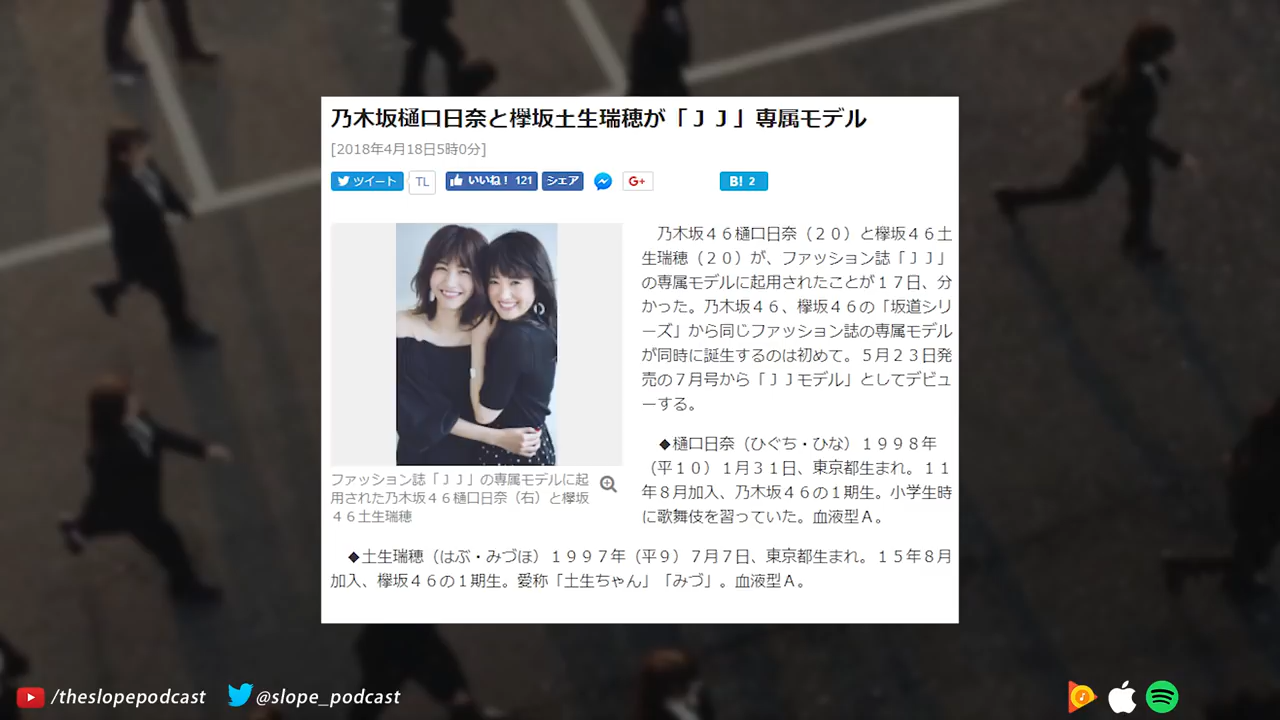 乃木坂樋口日奈と欅坂土生瑞穂が「ＪＪ」専属モデル
[2018年4月18日5時0分]
ツイート TL いいね！ 121 シェア G+ B! 2
乃木坂４６樋口日奈（２０）と欅坂４６土
生瑞穂（２０）が、ファッション誌「ＪＪ」
の専属モデルに起用されたことが１７日、分
かった。乃木坂４６、欅坂４６の「坂道シリ
ーズ」から同じファッション誌の専属モデル
が同時に誕生するのは初めて。５月２３日発
売の７月号から「ＪＪモデル」としてデビュ
ーする。
ファッション誌「ＪＪ」の専属モデルに起
用された乃木坂４６樋口日奈（右）と欅坂
４６土生瑞穂
◆樋口日奈（ひぐち・ひな）１９９８年
（平１０）１月３１日、東京都生まれ。１１
年８月加入、乃木坂４６の１期生。小学生時
に歌舞伎を習っていた。血液型Ａ。
◆土生瑞穂（はぶ・みづほ）１９９７年（平９）７月７日、東京都生まれ。１５年８月
加入、欅坂４６の１期生。愛称「土生ちゃん」「みづ」。血液型Ａ。
/theslopepodcast @slope_podcast